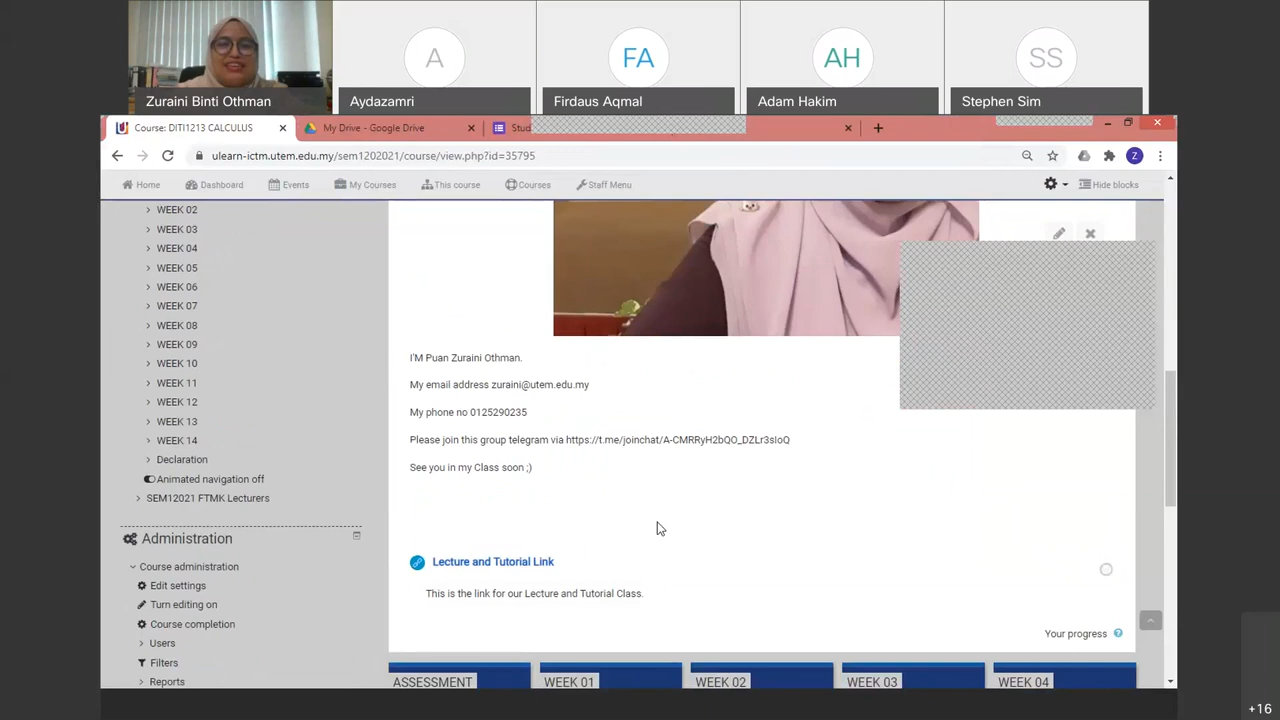 A
FA
AH
SS
Zuraini Binti Othman
Aydazamri
Firdaus Aqmal
Adam Hakim
Stephen Sim
Course: DITI1213 CALCULUS
My Drive - Google Drive
Stud
ulearn-ictm.utem.edu.my/sem1202021/course/view.php?id=35795
Z
Home
Dashboard
Events
My Courses
This course
Courses
Staff Menu
Hide blocks
WEEK 02
WEEK 03
WEEK 04
WEEK 05
WEEK 06
WEEK 07
WEEK 08
WEEK 09
WEEK 10
WEEK 11
WEEK 12
WEEK 13
WEEK 14
Declaration
Animated navigation off
SEM12021 FTMK Lecturers
Administration
Course administration
Edit settings
Turn editing on
Course completion
Users
Filters
Reports
I'M Puan Zuraini Othman.
My email address zuraini@utem.edu.my
My phone no 0125290235
Please join this group telegram via https://t.me/joinchat/A-CMRRyH2bQO_DZLr3sIoQ
See you in my Class soon ;)
Lecture and Tutorial Link
This is the link for our Lecture and Tutorial Class.
Your progress
ASSESSMENT
WEEK 01
WEEK 02
WEEK 03
WEEK 04
+16